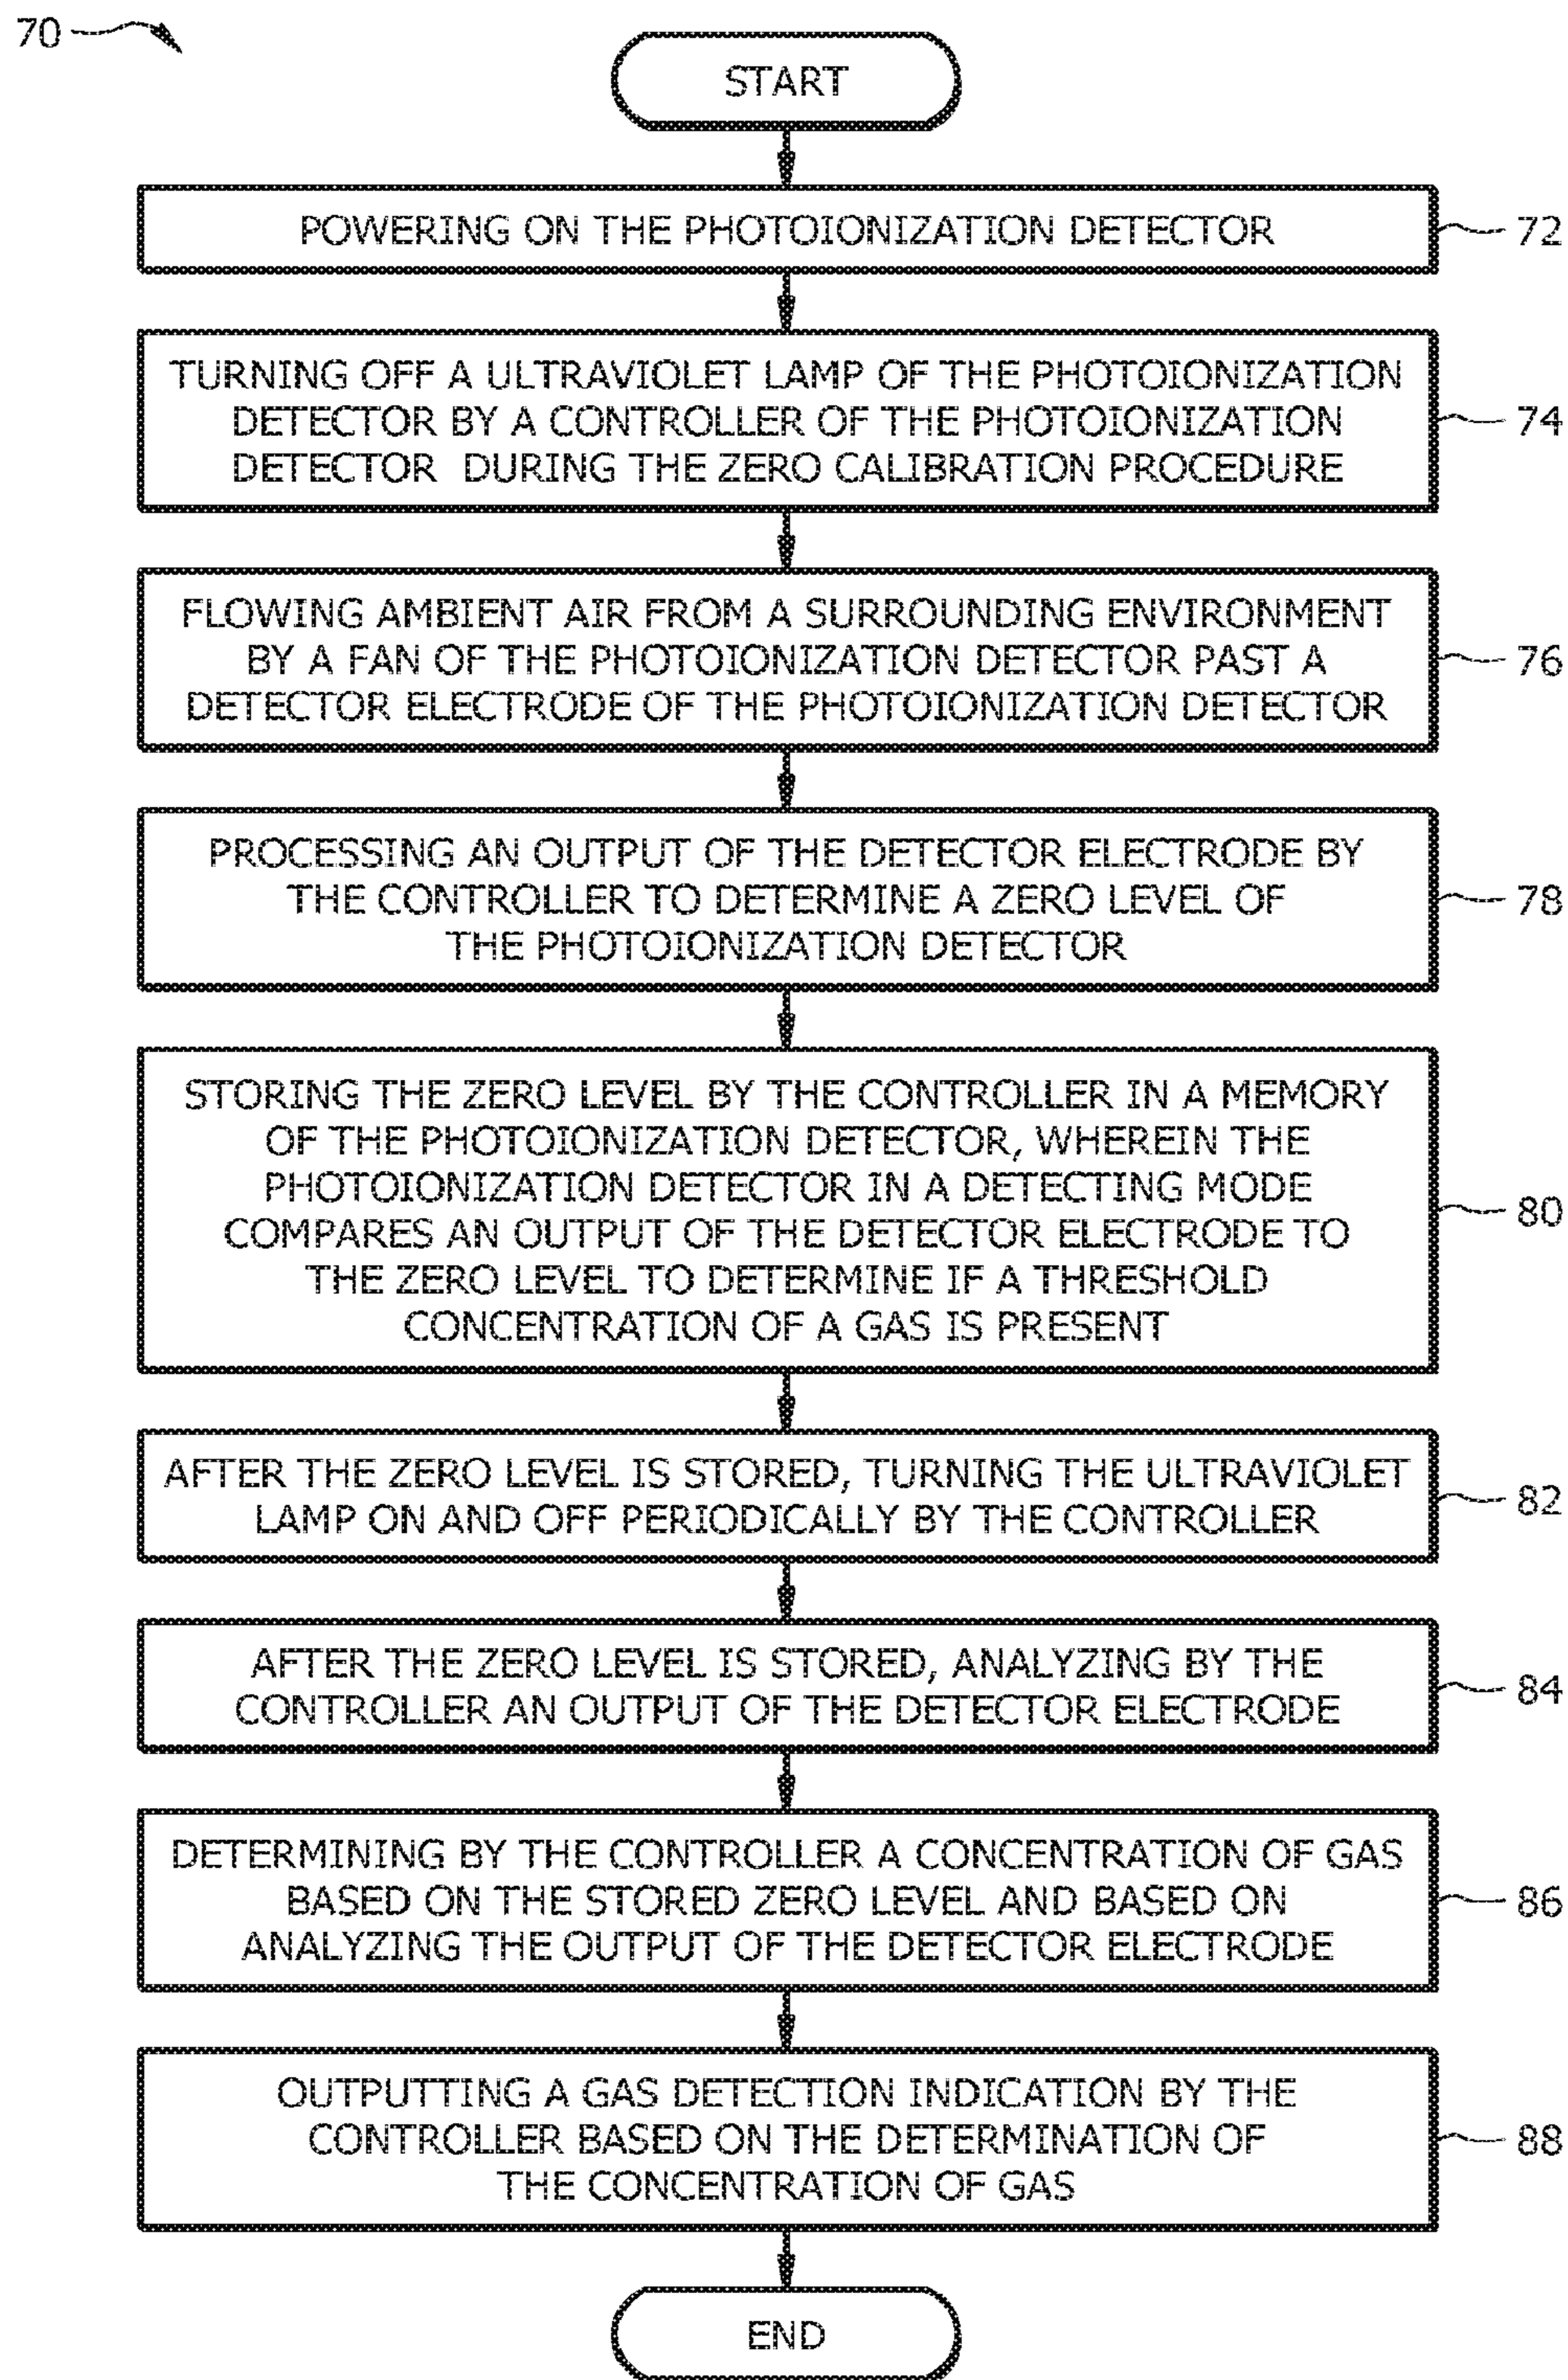 70
START
POWERING ON THE PHOTOIONIZATION DETECTOR
72
TURNING OFF A ULTRAVIOLET LAMP OF THE PHOTOIONIZATION
DETECTOR BY A CONTROLLER OF THE PHOTOIONIZATION
DETECTOR DURING THE ZERO CALIBRATION PROCEDURE
74
FLOWING AMBIENT AIR FROM A SURROUNDING ENVIRONMENT
BY A FAN OF THE PHOTOIONIZATION DETECTOR PAST A
DETECTOR ELECTRODE OF THE PHOTOIONIZATION DETECTOR
76
PROCESSING AN OUTPUT OF THE DETECTOR ELECTRODE BY
THE CONTROLLER TO DETERMINE A ZERO LEVEL OF
THE PHOTOIONIZATION DETECTOR
78
STORING THE ZERO LEVEL BY THE CONTROLLER IN A MEMORY
OF THE PHOTOIONIZATION DETECTOR, WHEREIN THE
PHOTOIONIZATION DETECTOR IN A DETECTING MODE
COMPARES AN OUTPUT OF THE DETECTOR ELECTRODE TO
THE ZERO LEVEL TO DETERMINE IF A THRESHOLD
CONCENTRATION OF A GAS IS PRESENT
80
AFTER THE ZERO LEVEL IS STORED, TURNING THE ULTRAVIOLET
LAMP ON AND OFF PERIODICALLY BY THE CONTROLLER
82
AFTER THE ZERO LEVEL IS STORED, ANALYZING BY THE
CONTROLLER AN OUTPUT OF THE DETECTOR ELECTRODE
84
DETERMINING BY THE CONTROLLER A CONCENTRATION OF GAS
BASED ON THE STORED ZERO LEVEL AND BASED ON
ANALYZING THE OUTPUT OF THE DETECTOR ELECTRODE
86
OUTPUTTING A GAS DETECTION INDICATION BY THE
CONTROLLER BASED ON THE DETERMINATION OF
THE CONCENTRATION OF GAS
88
END